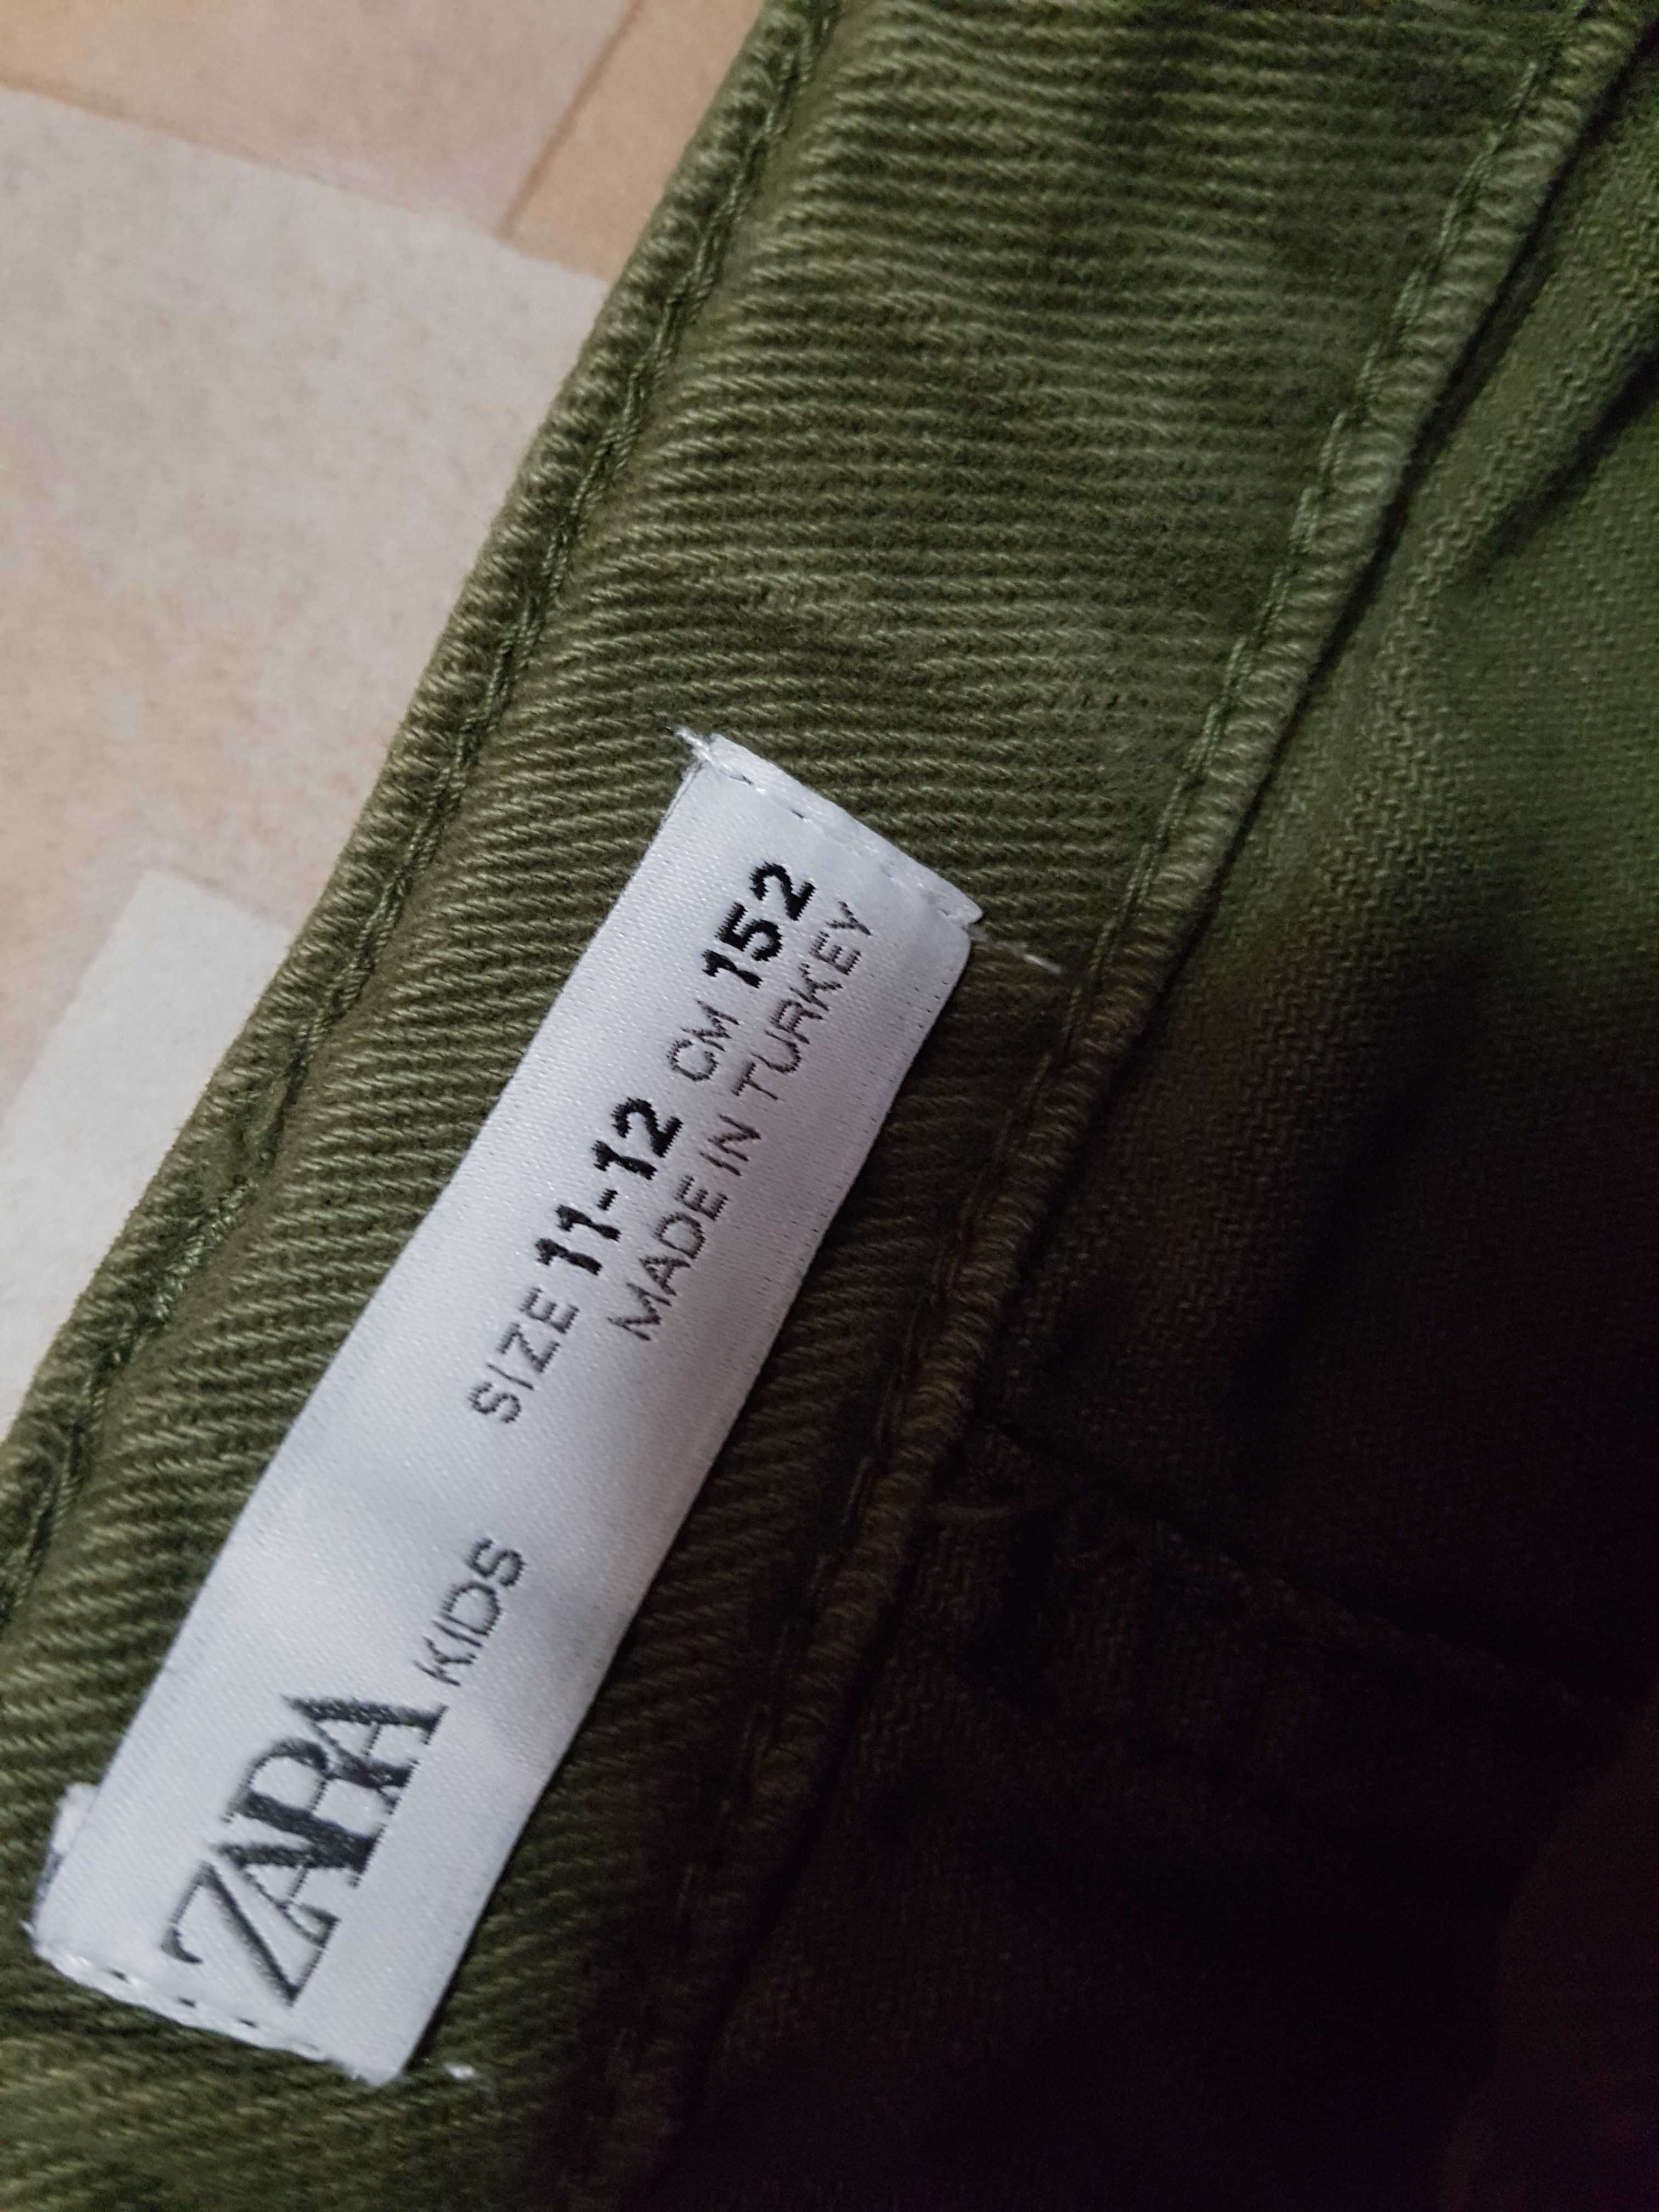 ZARA KIDS
SIZE 11-12 CM 152
MADE IN TURKEY